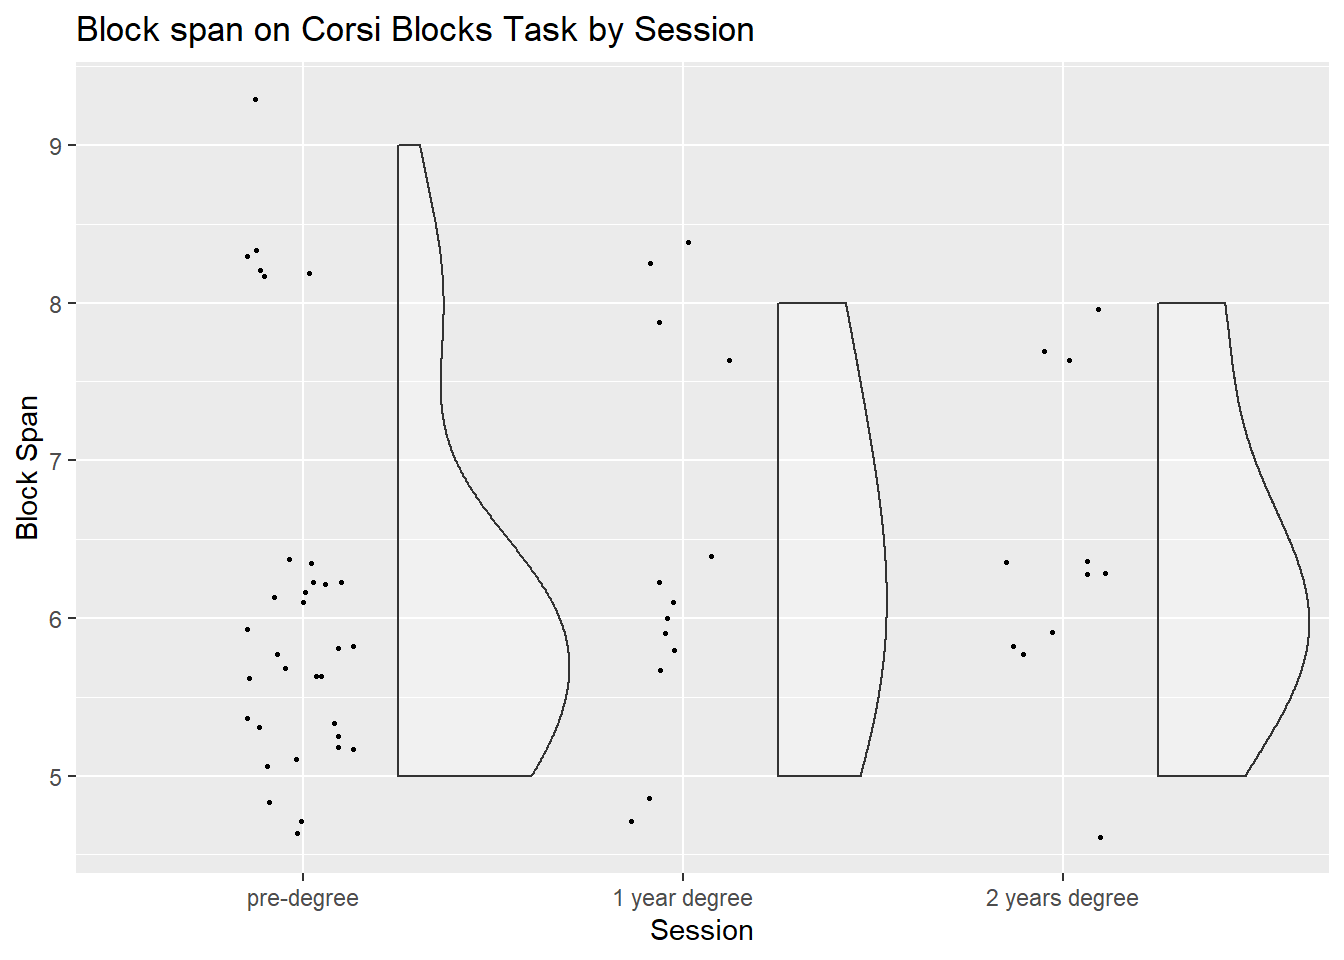 Block span on Corsi Blocks Task by Session
Block Span
9
8
7
6
5
pre-degree
1 year degree
2 years degree
Session